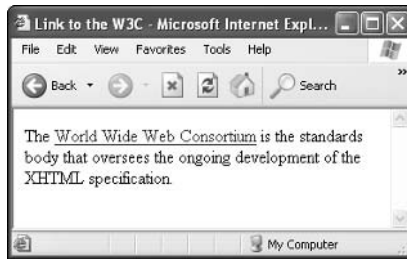 Link to the W3C - Microsoft Internet Expl...
File Edit View Favorites Tools Help
Back Search »
The World Wide Web Consortium is the standards
body that oversees the ongoing development of the
XHTML specification.
My Computer